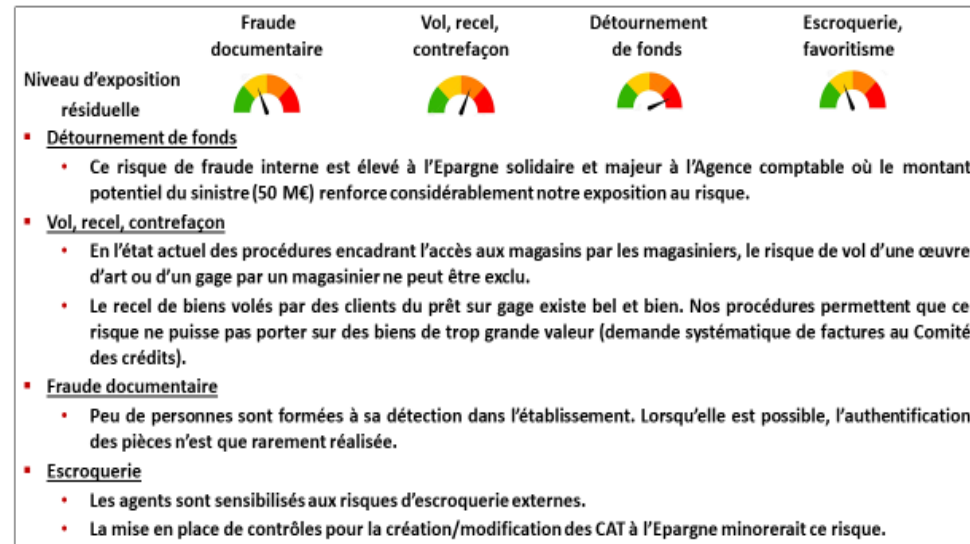 Fraude documentaire
Vol, recel, contrefaçon
Détournement de fonds
Escroquerie, favoritisme
Niveau d'exposition
résiduelle
▪ Détournement de fonds
• Ce risque de fraude interne est élevé à l'Epargne solidaire et majeur à l'Agence comptable où le montant
potentiel du sinistre (50 M€) renforce considérablement notre exposition au risque.
▪ Vol, recel, contrefaçon
• En l'état actuel des procédures encadrant l'accès aux magasins par les magasiniers, le risque de vol d'une œuvre
d'art ou d'un gage par un magasinier ne peut être exclu.
• Le recel de biens volés par des clients du prêt sur gage existe bel et bien. Nos procédures permettent que ce
risque ne puisse pas porter sur des biens de trop grande valeur (demande systématique de factures au Comité
des crédits).
▪ Fraude documentaire
• Peu de personnes sont formées à sa détection dans l'établissement. Lorsqu'elle est possible, l'authentification
des pièces n'est que rarement réalisée.
▪ Escroquerie
• Les agents sont sensibilisés aux risques d'escroquerie externes.
• La mise en place de contrôles pour la création/modification des CAT à l'Epargne minorerait ce risque.